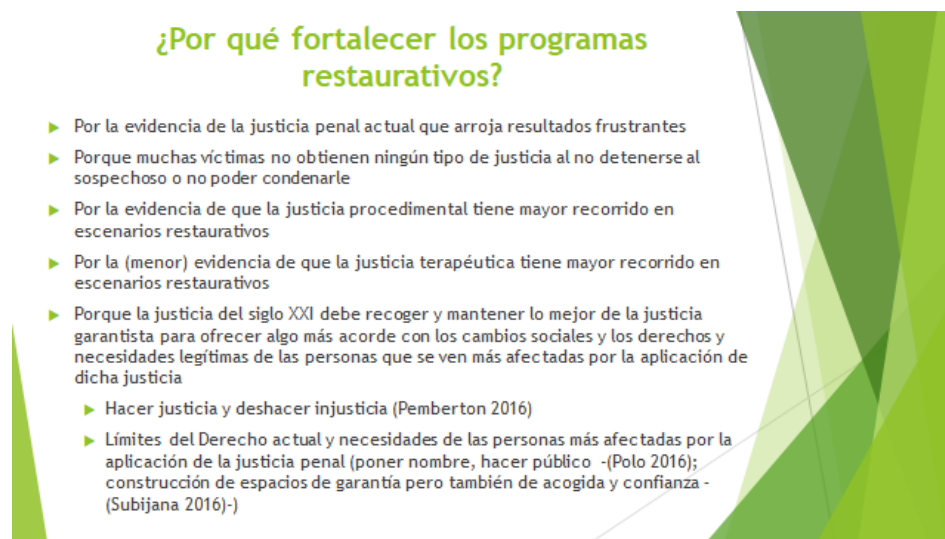 ¿Por qué fortalecer los programas
restaurativos?
Por la evidencia de la justicia penal actual que arroja resultados frustrantes
Porque muchas víctimas no obtienen ningún tipo de justicia al no detenerse al
sospechoso o no poder condenarle
Por la evidencia de que la justicia procedimental tiene mayor recorrido en
escenarios restaurativos
Por la (menor) evidencia de que la justicia terapéutica tiene mayor recorrido en
escenarios restaurativos
Porque la justicia del siglo XXI debe recoger y mantener lo mejor de la justicia
garantista para ofrecer algo más acorde con los cambios sociales y los derechos y
necesidades legítimas de las personas que se ven más afectadas por la aplicación de
dicha justicia
Hacer justicia y deshacer injusticia (Pemberton 2016)
Límites del Derecho actual y necesidades de las personas más afectadas por la
aplicación de la justicia penal (poner nombre, hacer público -(Polo 2016);
construcción de espacios de garantía pero también de acogida y confianza -
(Subijana 2016)-)